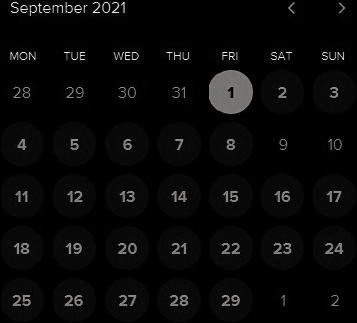 September 2021
MON TUE WED THU FRI SAT SUN
28 29 30 31 1 2 3
4 5 6 7 8 9 10
11 12 13 14 15 16 17
18 19 20 21 22 23 24
25 26 27 28 29 1 2